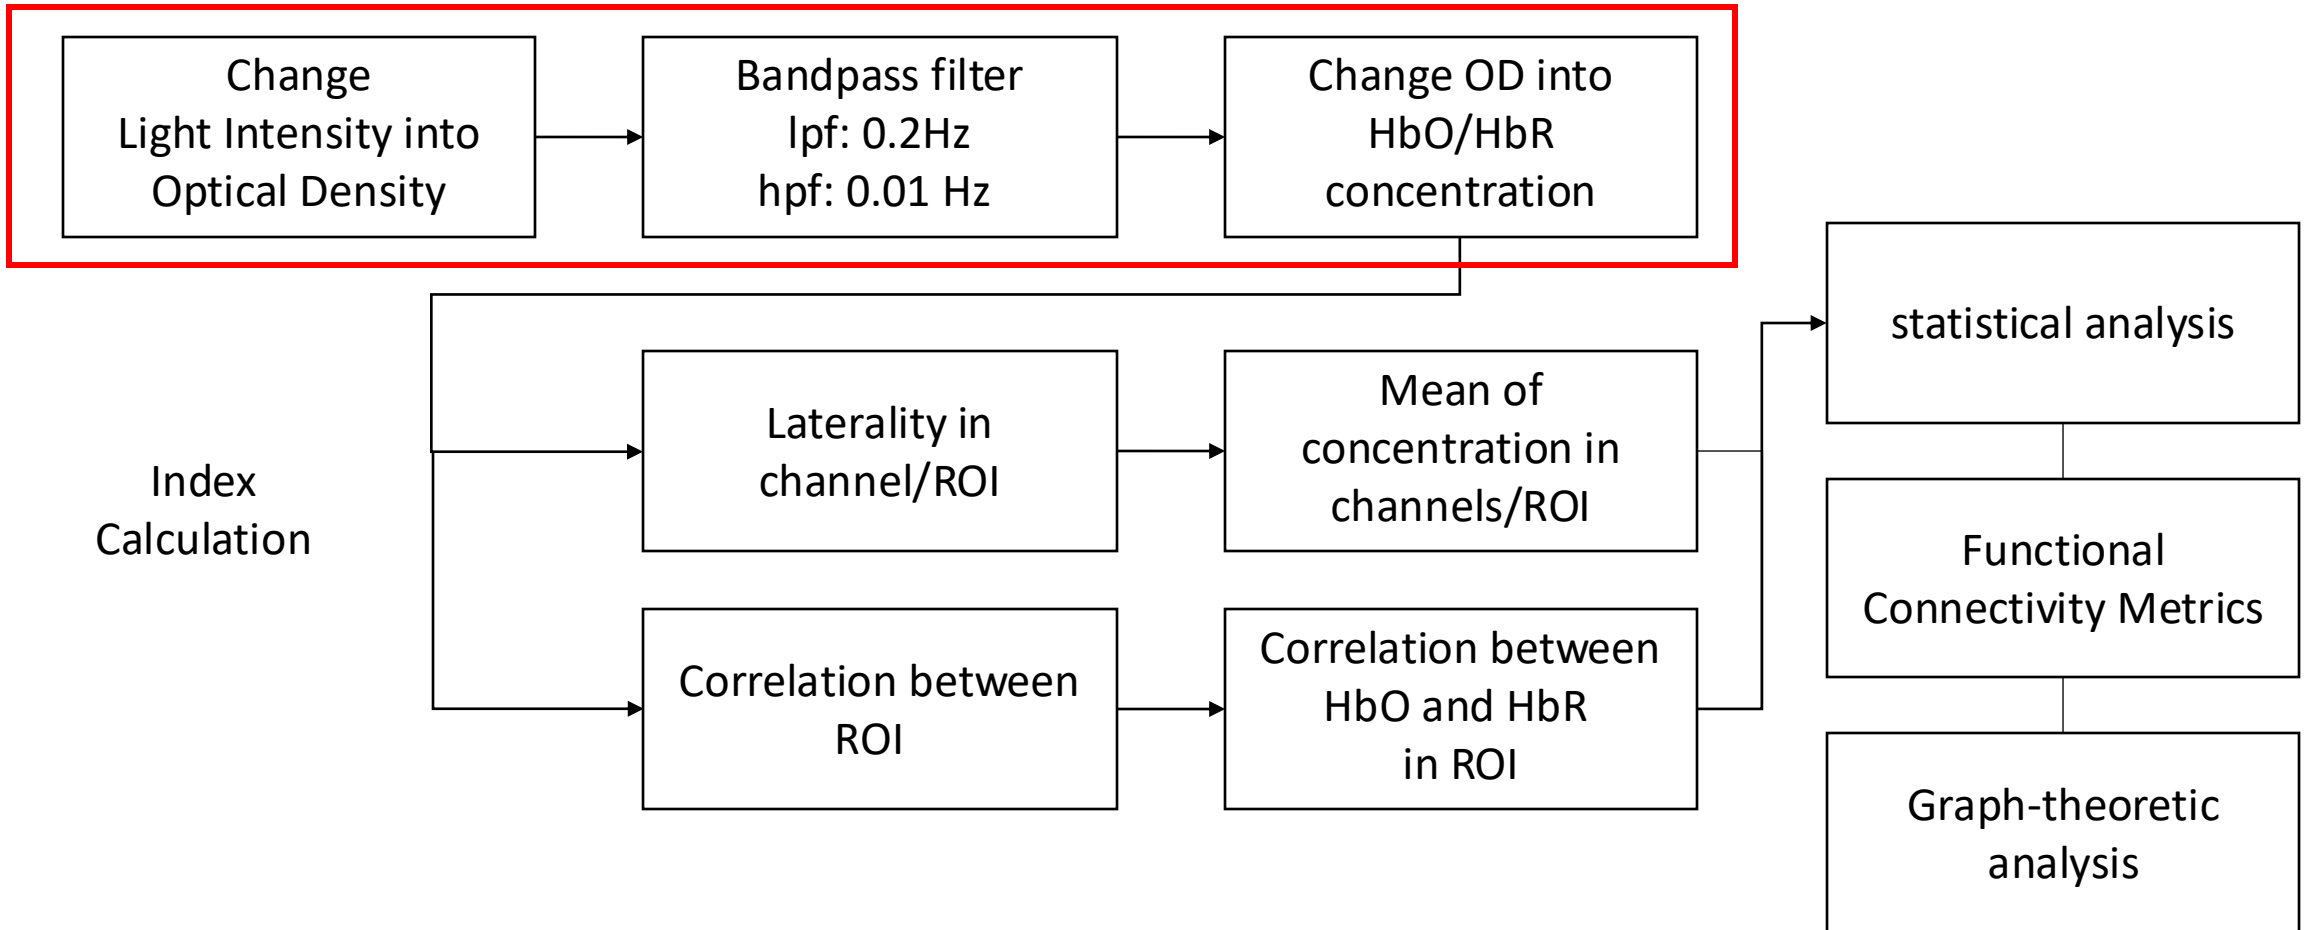 Change
Light Intensity into
Optical Density
Bandpass filter
lpf: 0.2Hz
hpf: 0.01 Hz
Change OD into
HbO/HbR
concentration
statistical analysis
Laterality in
channel/ROI
Mean of
concentration in
channels/ROI
Index
Calculation
Functional
Connectivity Metrics
Correlation between
ROI
Correlation between
HbO and HbR
in ROI
Graph-theoretic
analysis